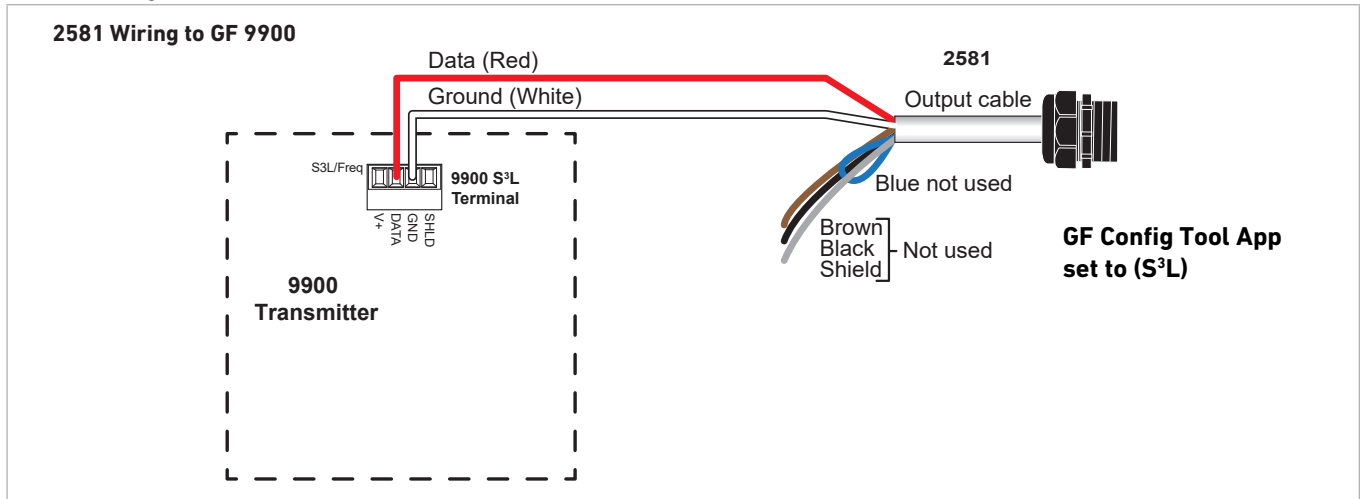 2581 Wiring to GF 9900
Data (Red)
2581
Ground (White)
Output cable
S3L/Freq
9900 S³L
Terminal
V+
DATA
GND
SHLD
Blue not used
Brown
Black
Shield
Not used
GF Config Tool App
set to (S³L)
9900
Transmitter